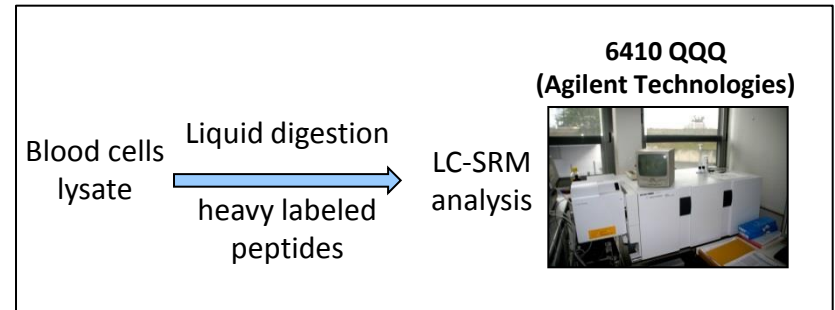 6410 QQQ
(Agilent Technologies)
Blood cells
lysate
Liquid digestion
heavy labeled
peptides
LC-SRM
analysis